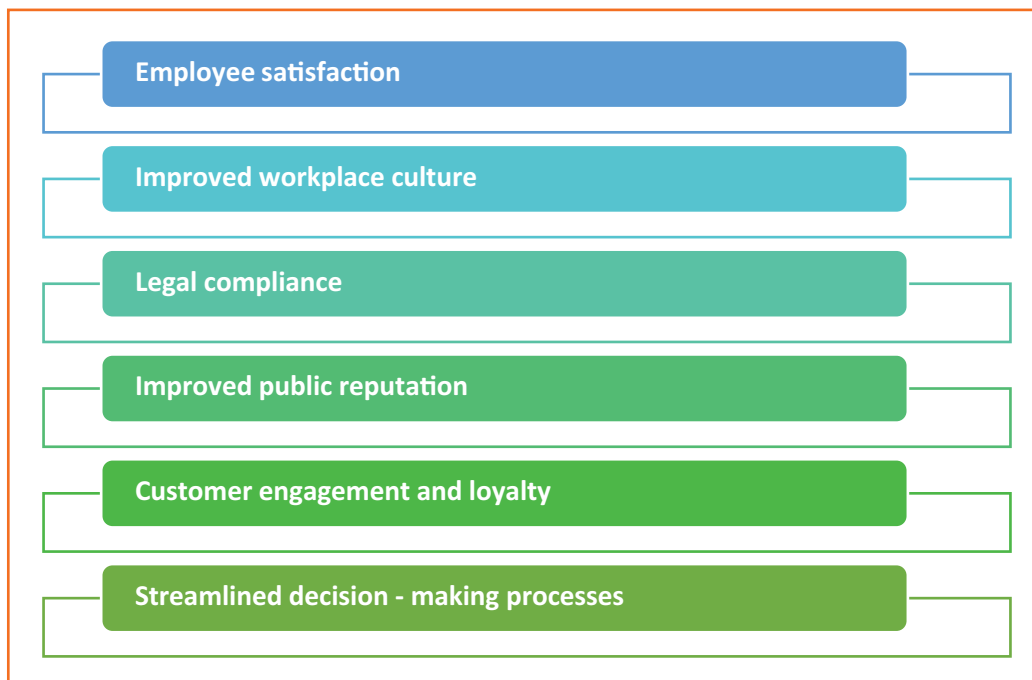 Employee satisfaction
Improved workplace culture
Legal compliance
Improved public reputation
Customer engagement and loyalty
Streamlined decision - making processes